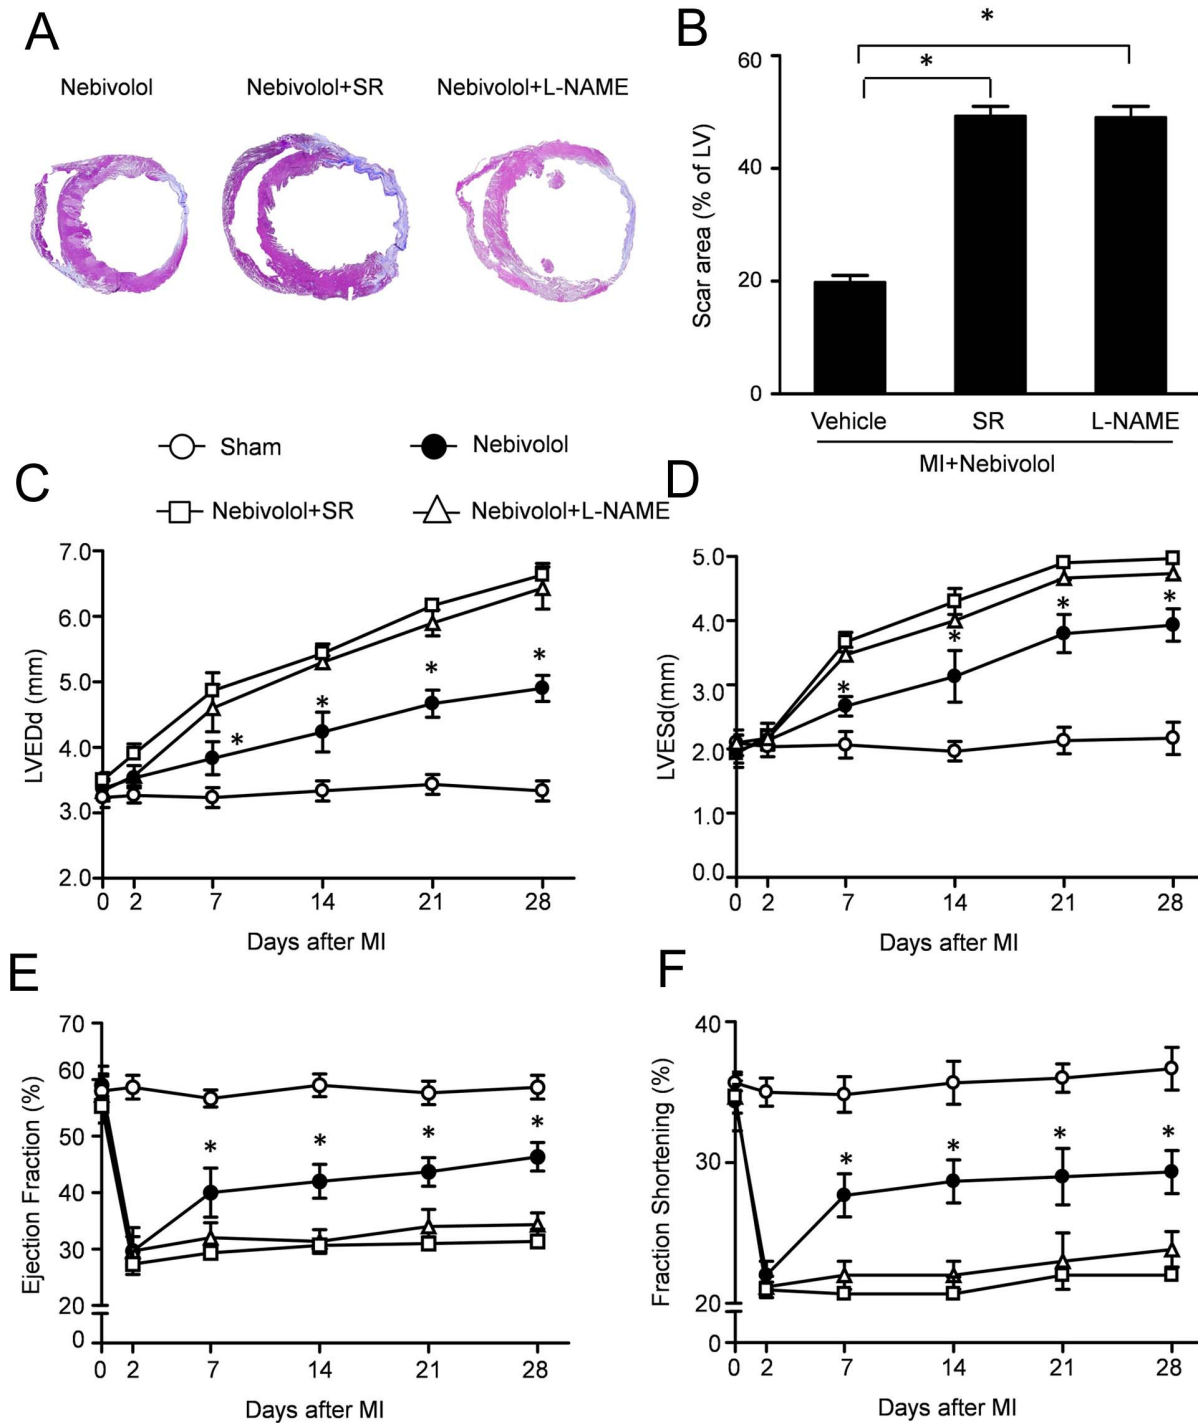 A
Nebivolol
Nebivolol+SR
Nebivolol+L-NAME
B
*
*
60
40
20
0
Scar area (% of LV)
Vehicle
SR
L-NAME
MI+Nebivolol
Sham
Nebivolol
Nebivolol+SR
Nebivolol+L-NAME
C
7.0
6.0
5.0
4.0
3.0
2.0
LVEDd (mm)
*
*
*
*
0 2 7 14 21 28
Days after MI
D
5.0
4.0
3.0
2.0
1.0
0.0
LVESd(mm)
*
*
*
*
0 2 7 14 21 28
Days after MI
E
70
60
50
40
30
20
0
Ejection Fraction (%)
*
*
*
*
0 2 7 14 21 28
Days after MI
F
40
30
20
0
Fraction Shortening (%)
*
*
*
*
0 2 7 14 21 28
Days after MI